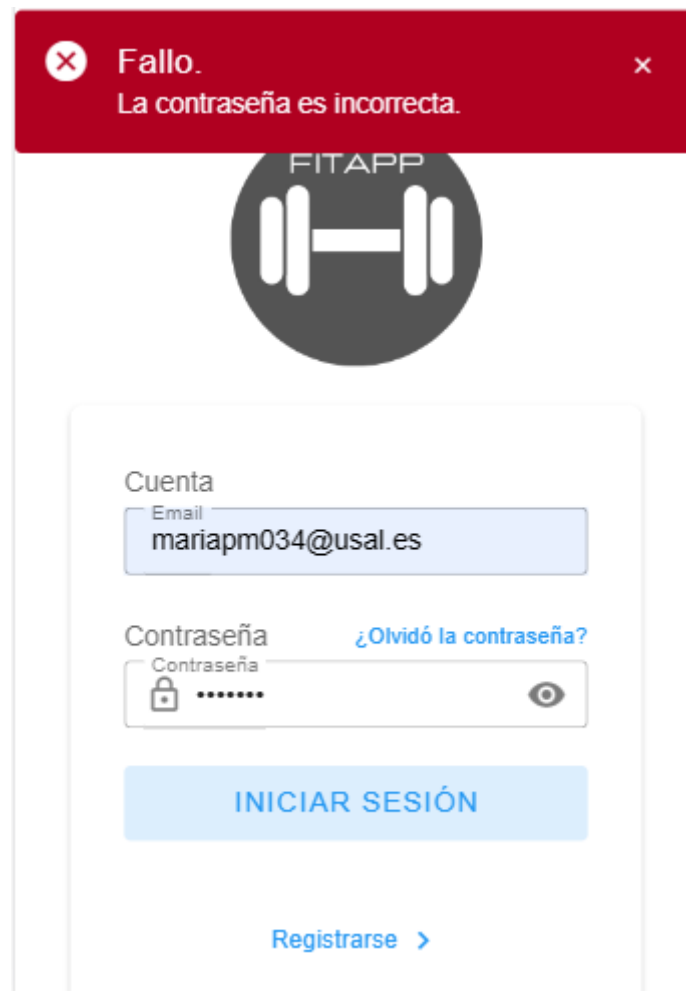 Fallo.
La contraseña es incorrecta.
FITAPP
Cuenta
Email
mariapm034@usal.es
Contraseña ¿Olvidó la contraseña?
Contraseña
•••••••
INICIAR SESIÓN
Registrarse